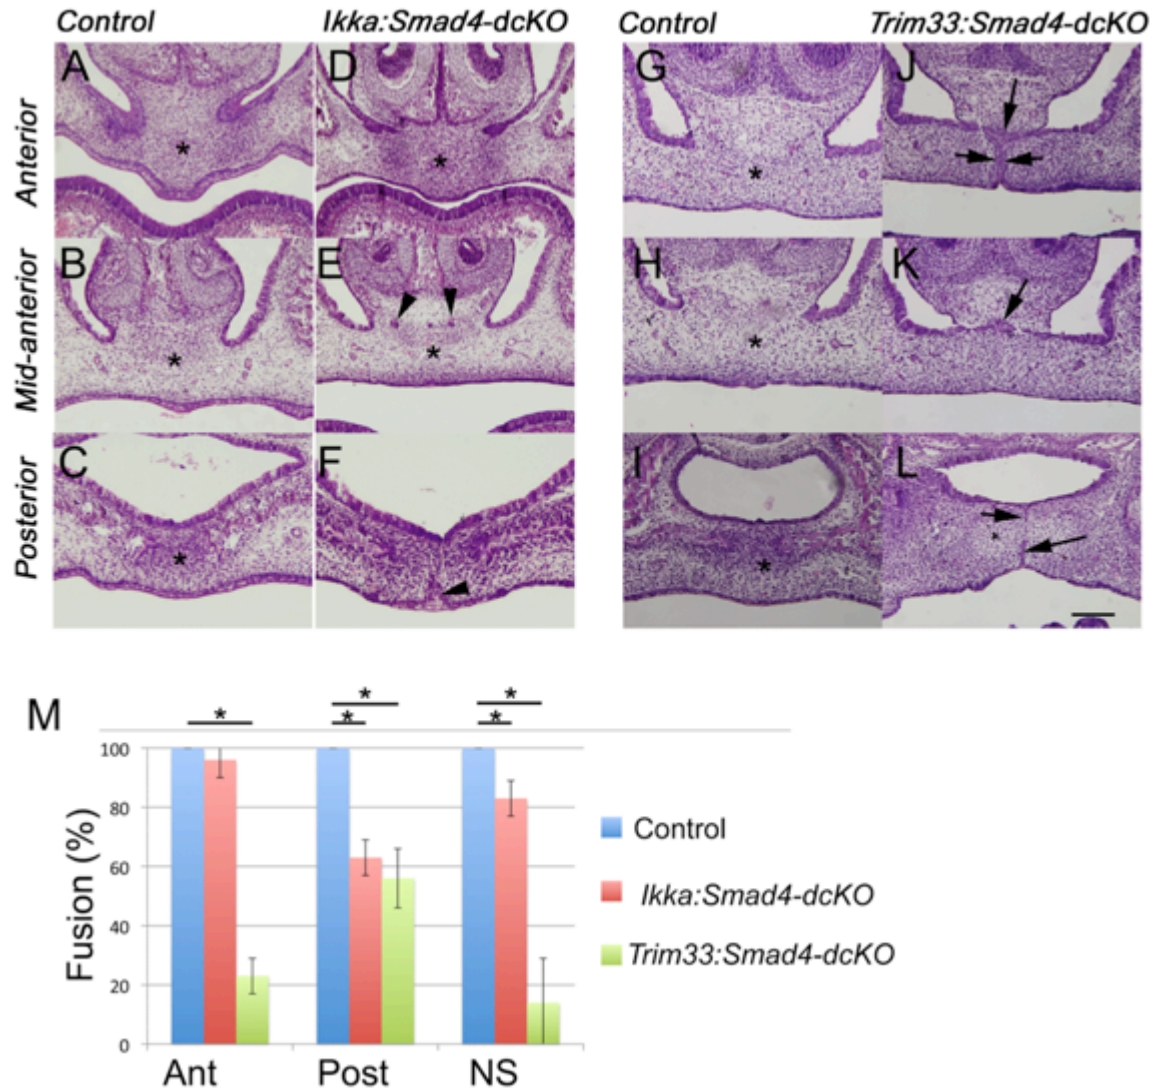 Control Ikka:Smad4-dcKO Control Trim33:Smad4-dcKO
Anterior
A D G J
* * *
Mid-anterior
B E H K
* * *
Posterior
C F I L
* * *
M
* *
* * *
Fusion (%)
100
80
60
40
20
0
Ant Post NS
Control
Ikka:Smad4-dcKO
Trim33:Smad4-dcKO